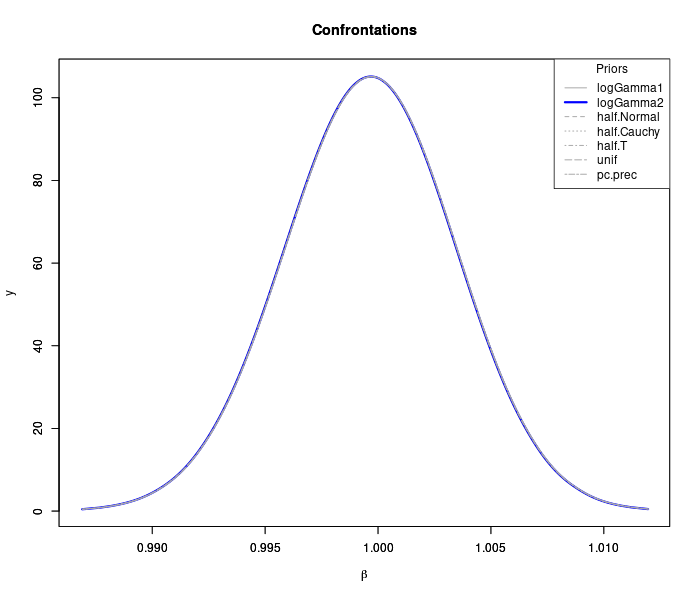 Confrontations
Priors
logGamma1
logGamma2
half.Normal
half.Cauchy
half.T
unif
pc.prec
100
80
60
40
20
0
y
0.990 0.995 1.000 1.005 1.010
β